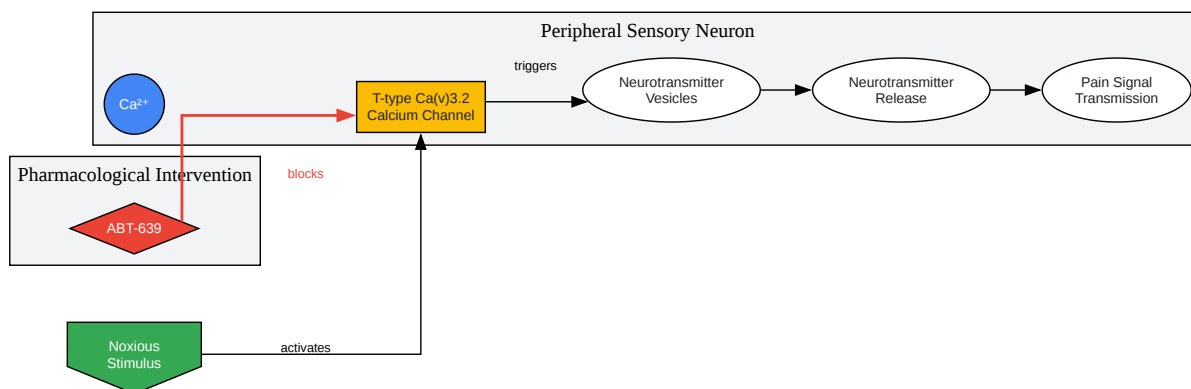 Peripheral Sensory Neuron
Ca²⁺
T-type Ca(v)3.2
Calcium Channel
triggers
Neurotransmitter
Vesicles
Neurotransmitter
Release
Pain Signal
Transmission
Pharmacological Intervention
blocks
ABT-639
Noxious
Stimulus
activates